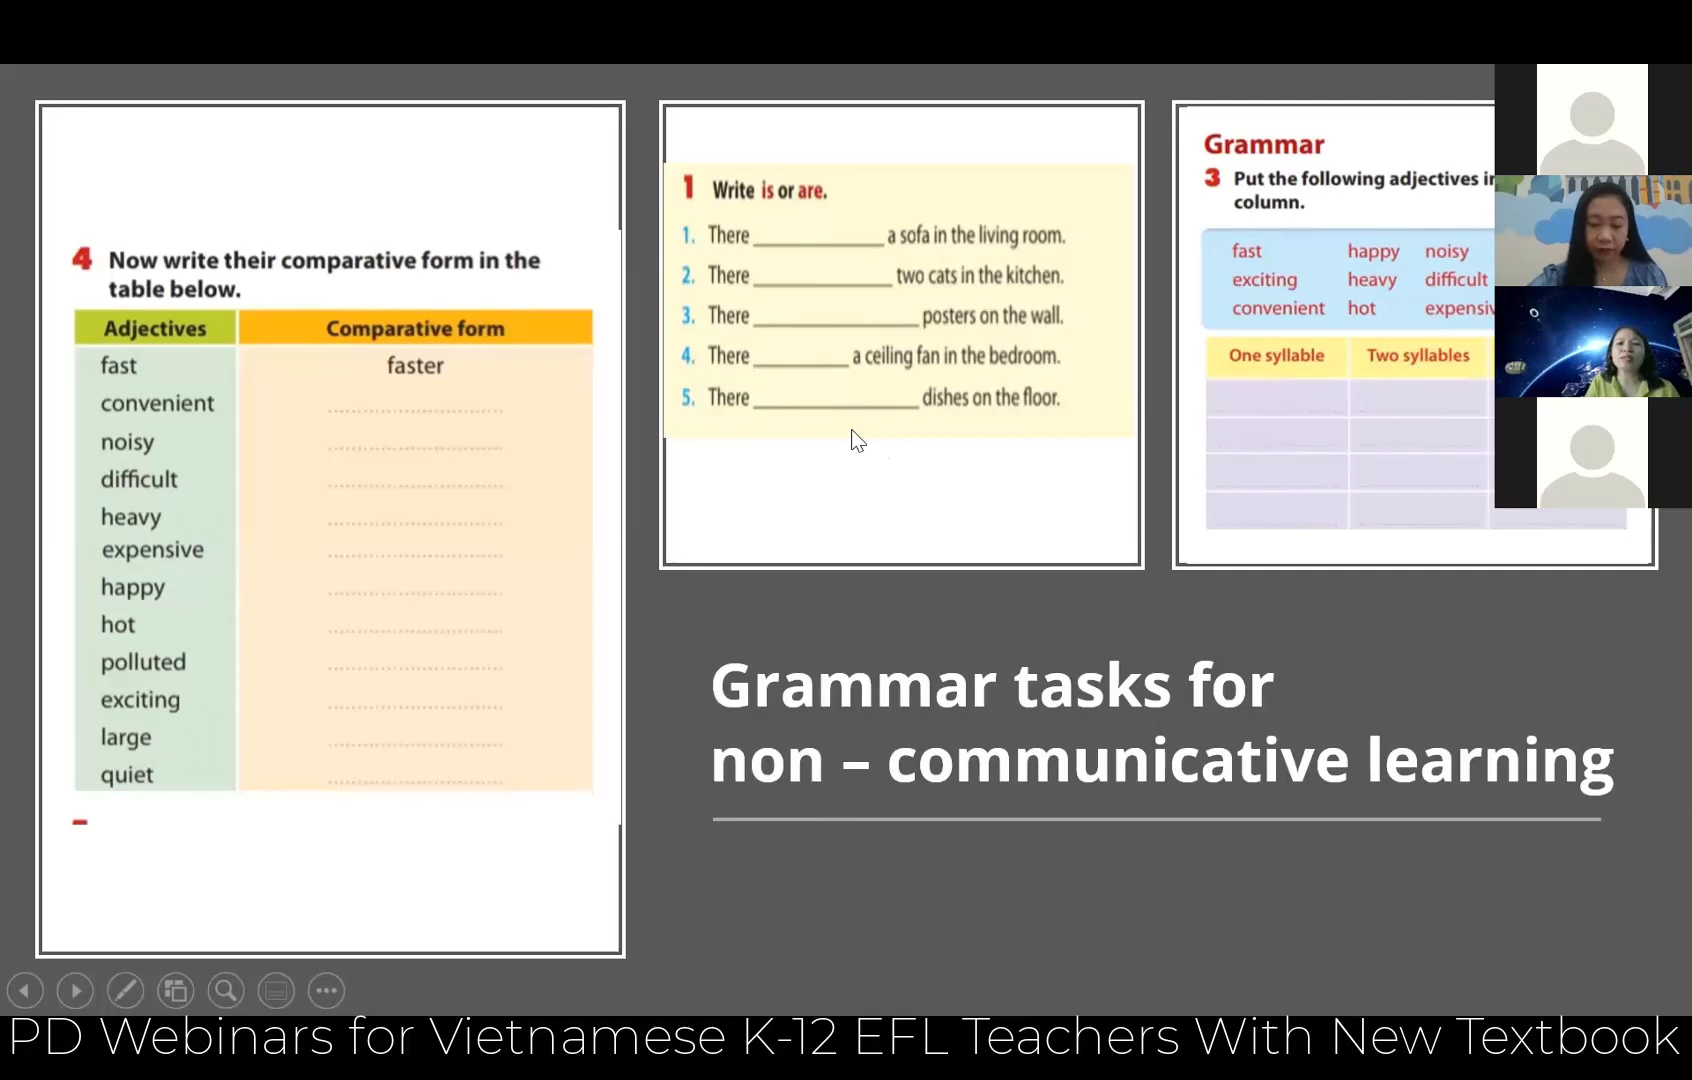 4 Now write their comparative form in the
table below.
Adjectives Comparative form
fast faster
convenient
noisy
difficult
heavy
expensive
happy
hot
polluted
exciting
large
quiet
1 Write is or are.
1. There ____________ a sofa in the living room.
2. There ____________ two cats in the kitchen.
3. There ____________ posters on the wall.
4. There ____________ a ceiling fan in the bedroom.
5. There ____________ dishes on the floor.
Grammar
3 Put the following adjectives
column.
fast happy noisy
exciting heavy difficult
convenient hot
One syllable Two syllables
Grammar tasks for
non – communicative learning
PD Webinars for Vietnamese K-12 EFL Teachers With New Textbook